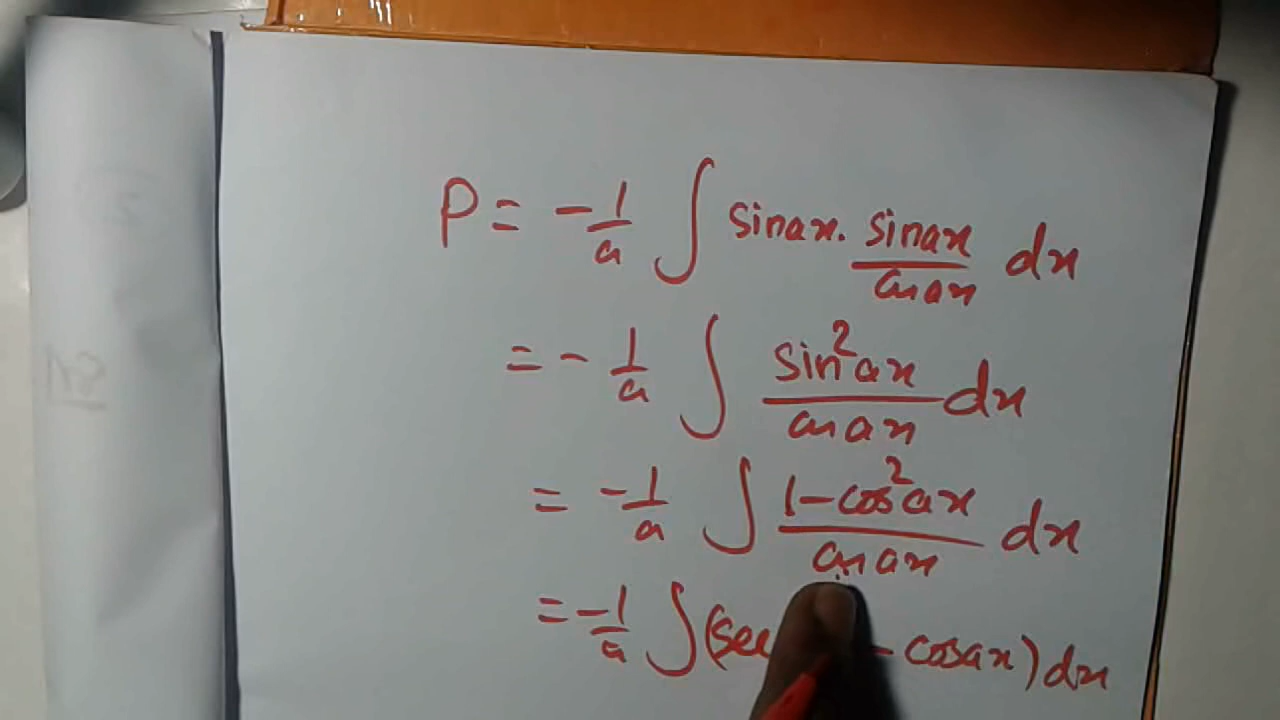 P = -1/a ∫ sinax · sinax/cosax dx
= -1/a ∫ sin²ax/cosax dx
= -1/a ∫ 1-cos²ax/cosax dx
= -1/a ∫ (sec - cosax) dx